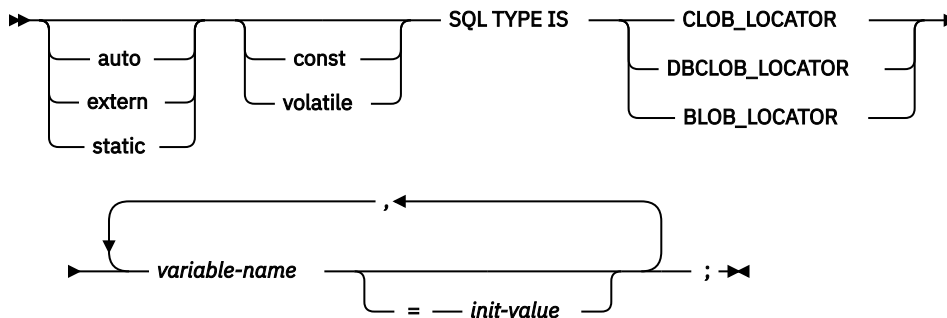 SQL TYPE IS CLOB_LOCATOR
auto const DBCLOB_LOCATOR
extern volatile BLOB_LOCATOR
static
,
variable-name ;
= init-value